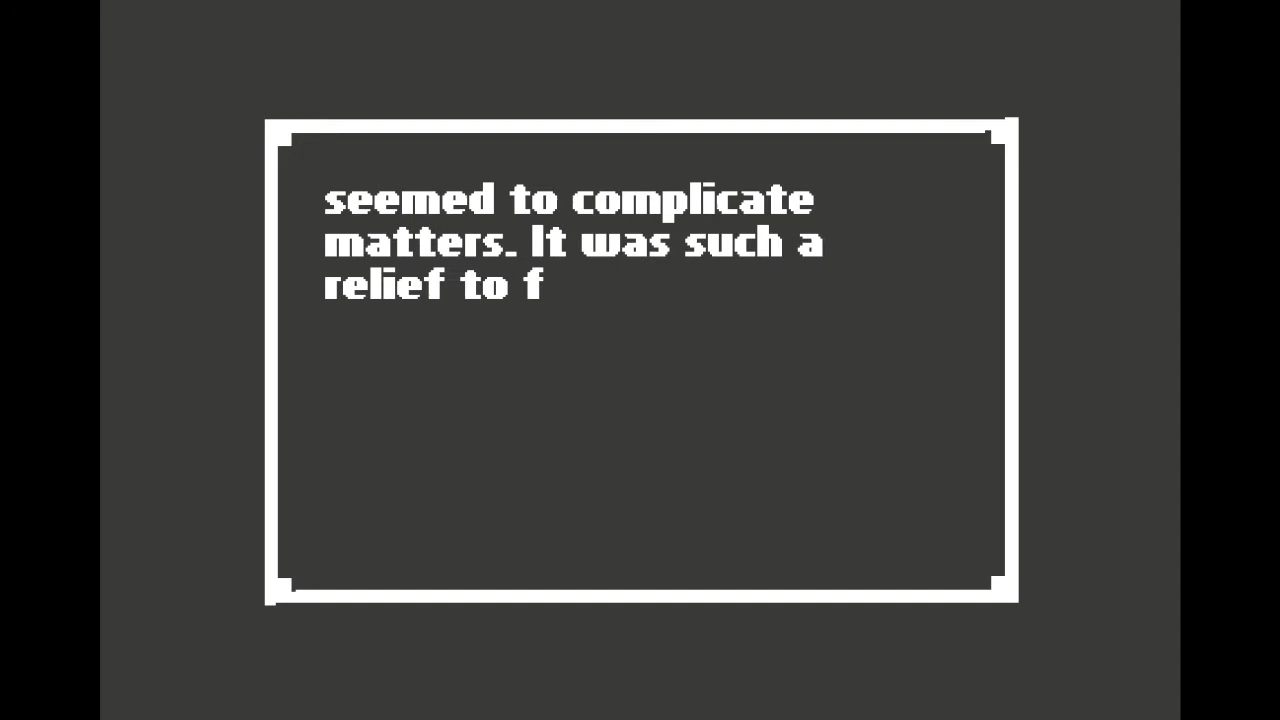 seemed to complicate
matters. It was such a
relief to f